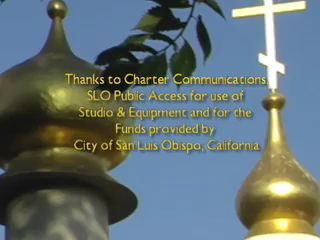 Thanks to Charter Communications,
SLO Public Access for use of
Studio & Equipment and for the
Funds provided by
City of San Luis Obispo, California